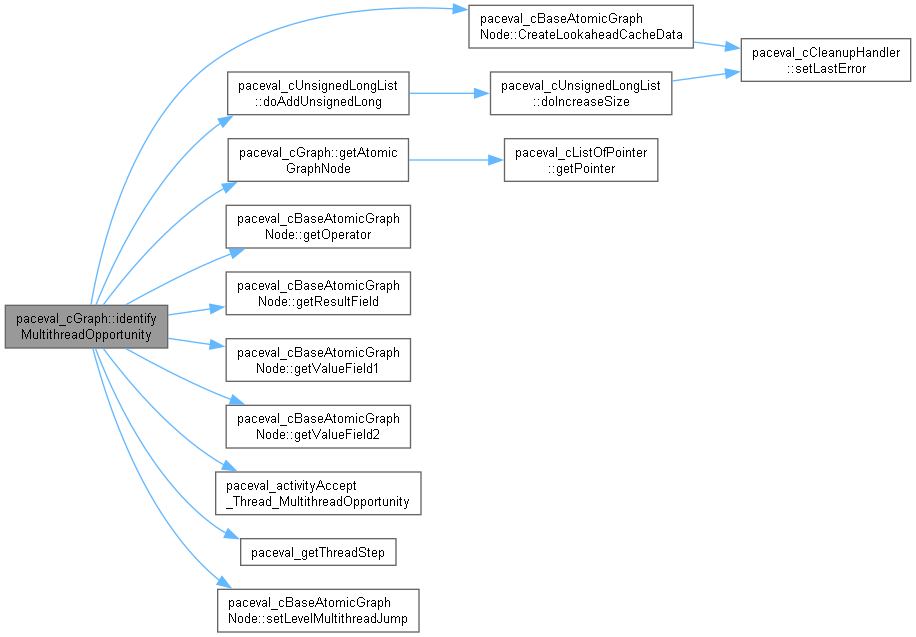 paceval_cBaseAtomicGraph
Node::CreateLookaheadCacheData
paceval_cCleanupHandler
::setLastError
paceval_cUnsignedLongList
::doAddUnsignedLong
paceval_cUnsignedLongList
::doIncreaseSize
paceval_cGraph::getAtomic
GraphNode
paceval_cListOfPointer
::getPointer
paceval_cBaseAtomicGraph
Node::getOperator
paceval_cBaseAtomicGraph
Node::getResultField
paceval_cGraph::identify
MultithreadOpportunity
paceval_cBaseAtomicGraph
Node::getValueField1
paceval_cBaseAtomicGraph
Node::getValueField2
paceval_activityAccept
_Thread_MultithreadOpportunity
paceval_getThreadStep
paceval_cBaseAtomicGraph
Node::setLevelMultithreadJump